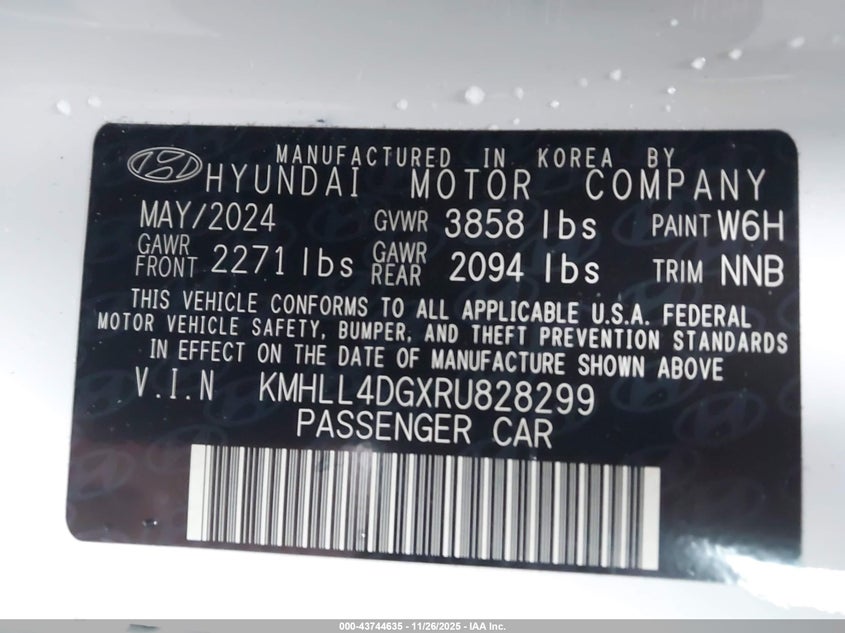 MANUFACTURED IN KOREA BY
HYUNDAI MOTOR COMPANY
MAY/2024 GVWR 3858 lbs PAINT W6H
GAWR FRONT 2271 lbs GAWR REAR 2094 lbs TRIM NNB
THIS VEHICLE CONFORMS TO ALL APPLICABLE U.S.A. FEDERAL
MOTOR VEHICLE SAFETY, BUMPER, AND THEFT PREVENTION STANDARDS
IN EFFECT ON THE DATE OF MANUFACTURE SHOWN ABOVE
V.I.N KMHLL4DGXRU828299
PASSENGER CAR
000-43744635 - 11/26/2025 - IAA Inc.